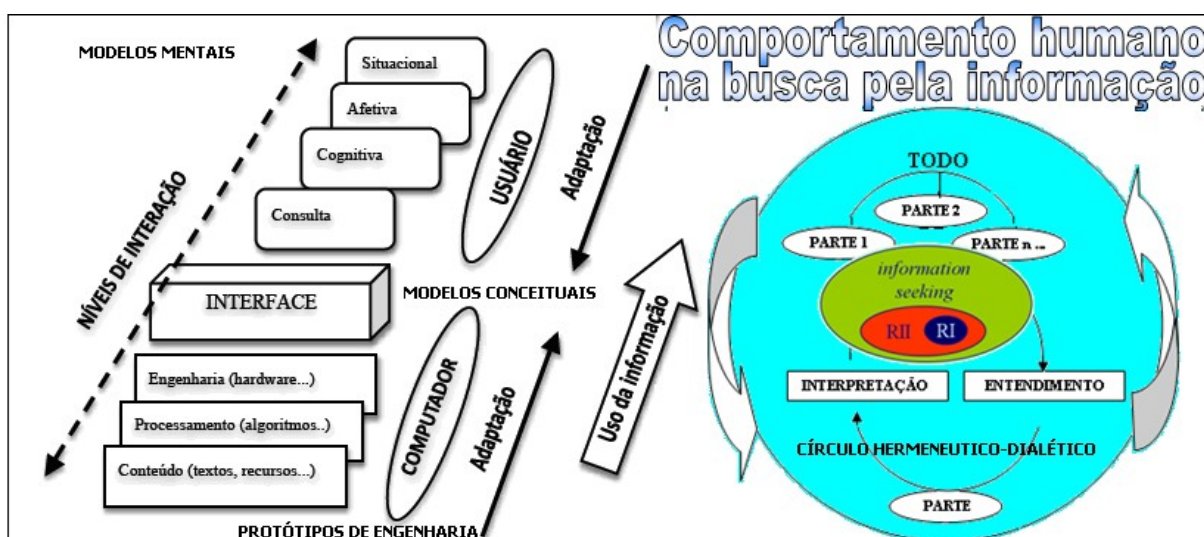 MODELOS MENTAIS
Situacional
Afetiva
Cognitiva
Consulta
USUÁRIO
Adaptação
NÍVEIS DE INTERAÇÃO
INTERFACE
MODELOS CONCEITUAIS
Engenharia (hardware...)
Processamento (algoritmos..)
Conteúdo (textos, recursos...)
COMPUTADOR
Adaptação
Uso da informação
PROTÓTIPOS DE ENGENHARIA
Comportamento humano
na busca pela informação
TODO
PARTE 2
PARTE 1
PARTE n ...
information
seeking
RII
RI
INTERPRETAÇÃO
ENTENDIMENTO
CÍRCULO HERMENEUTICO-DIALÉTICO
PARTE